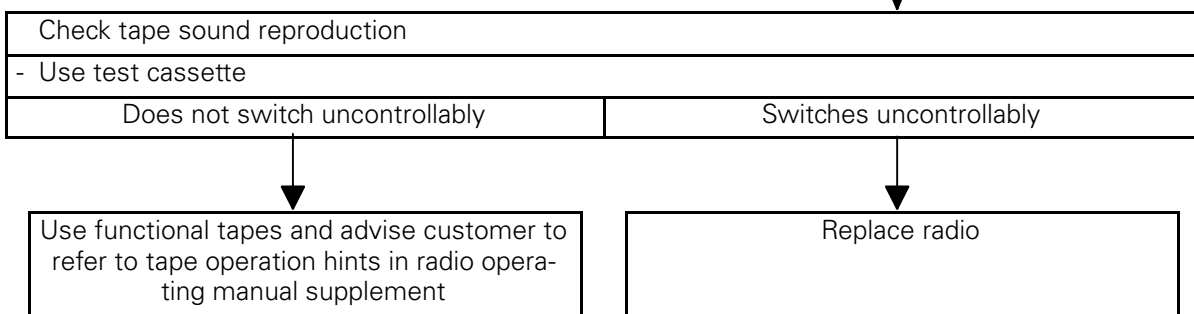 Check tape sound reproduction
- Use test cassette
Does not switch uncontrollably
Switches uncontrollably
Use functional tapes and advise customer to
refer to tape operation hints in radio opera-
ting manual supplement
Replace radio